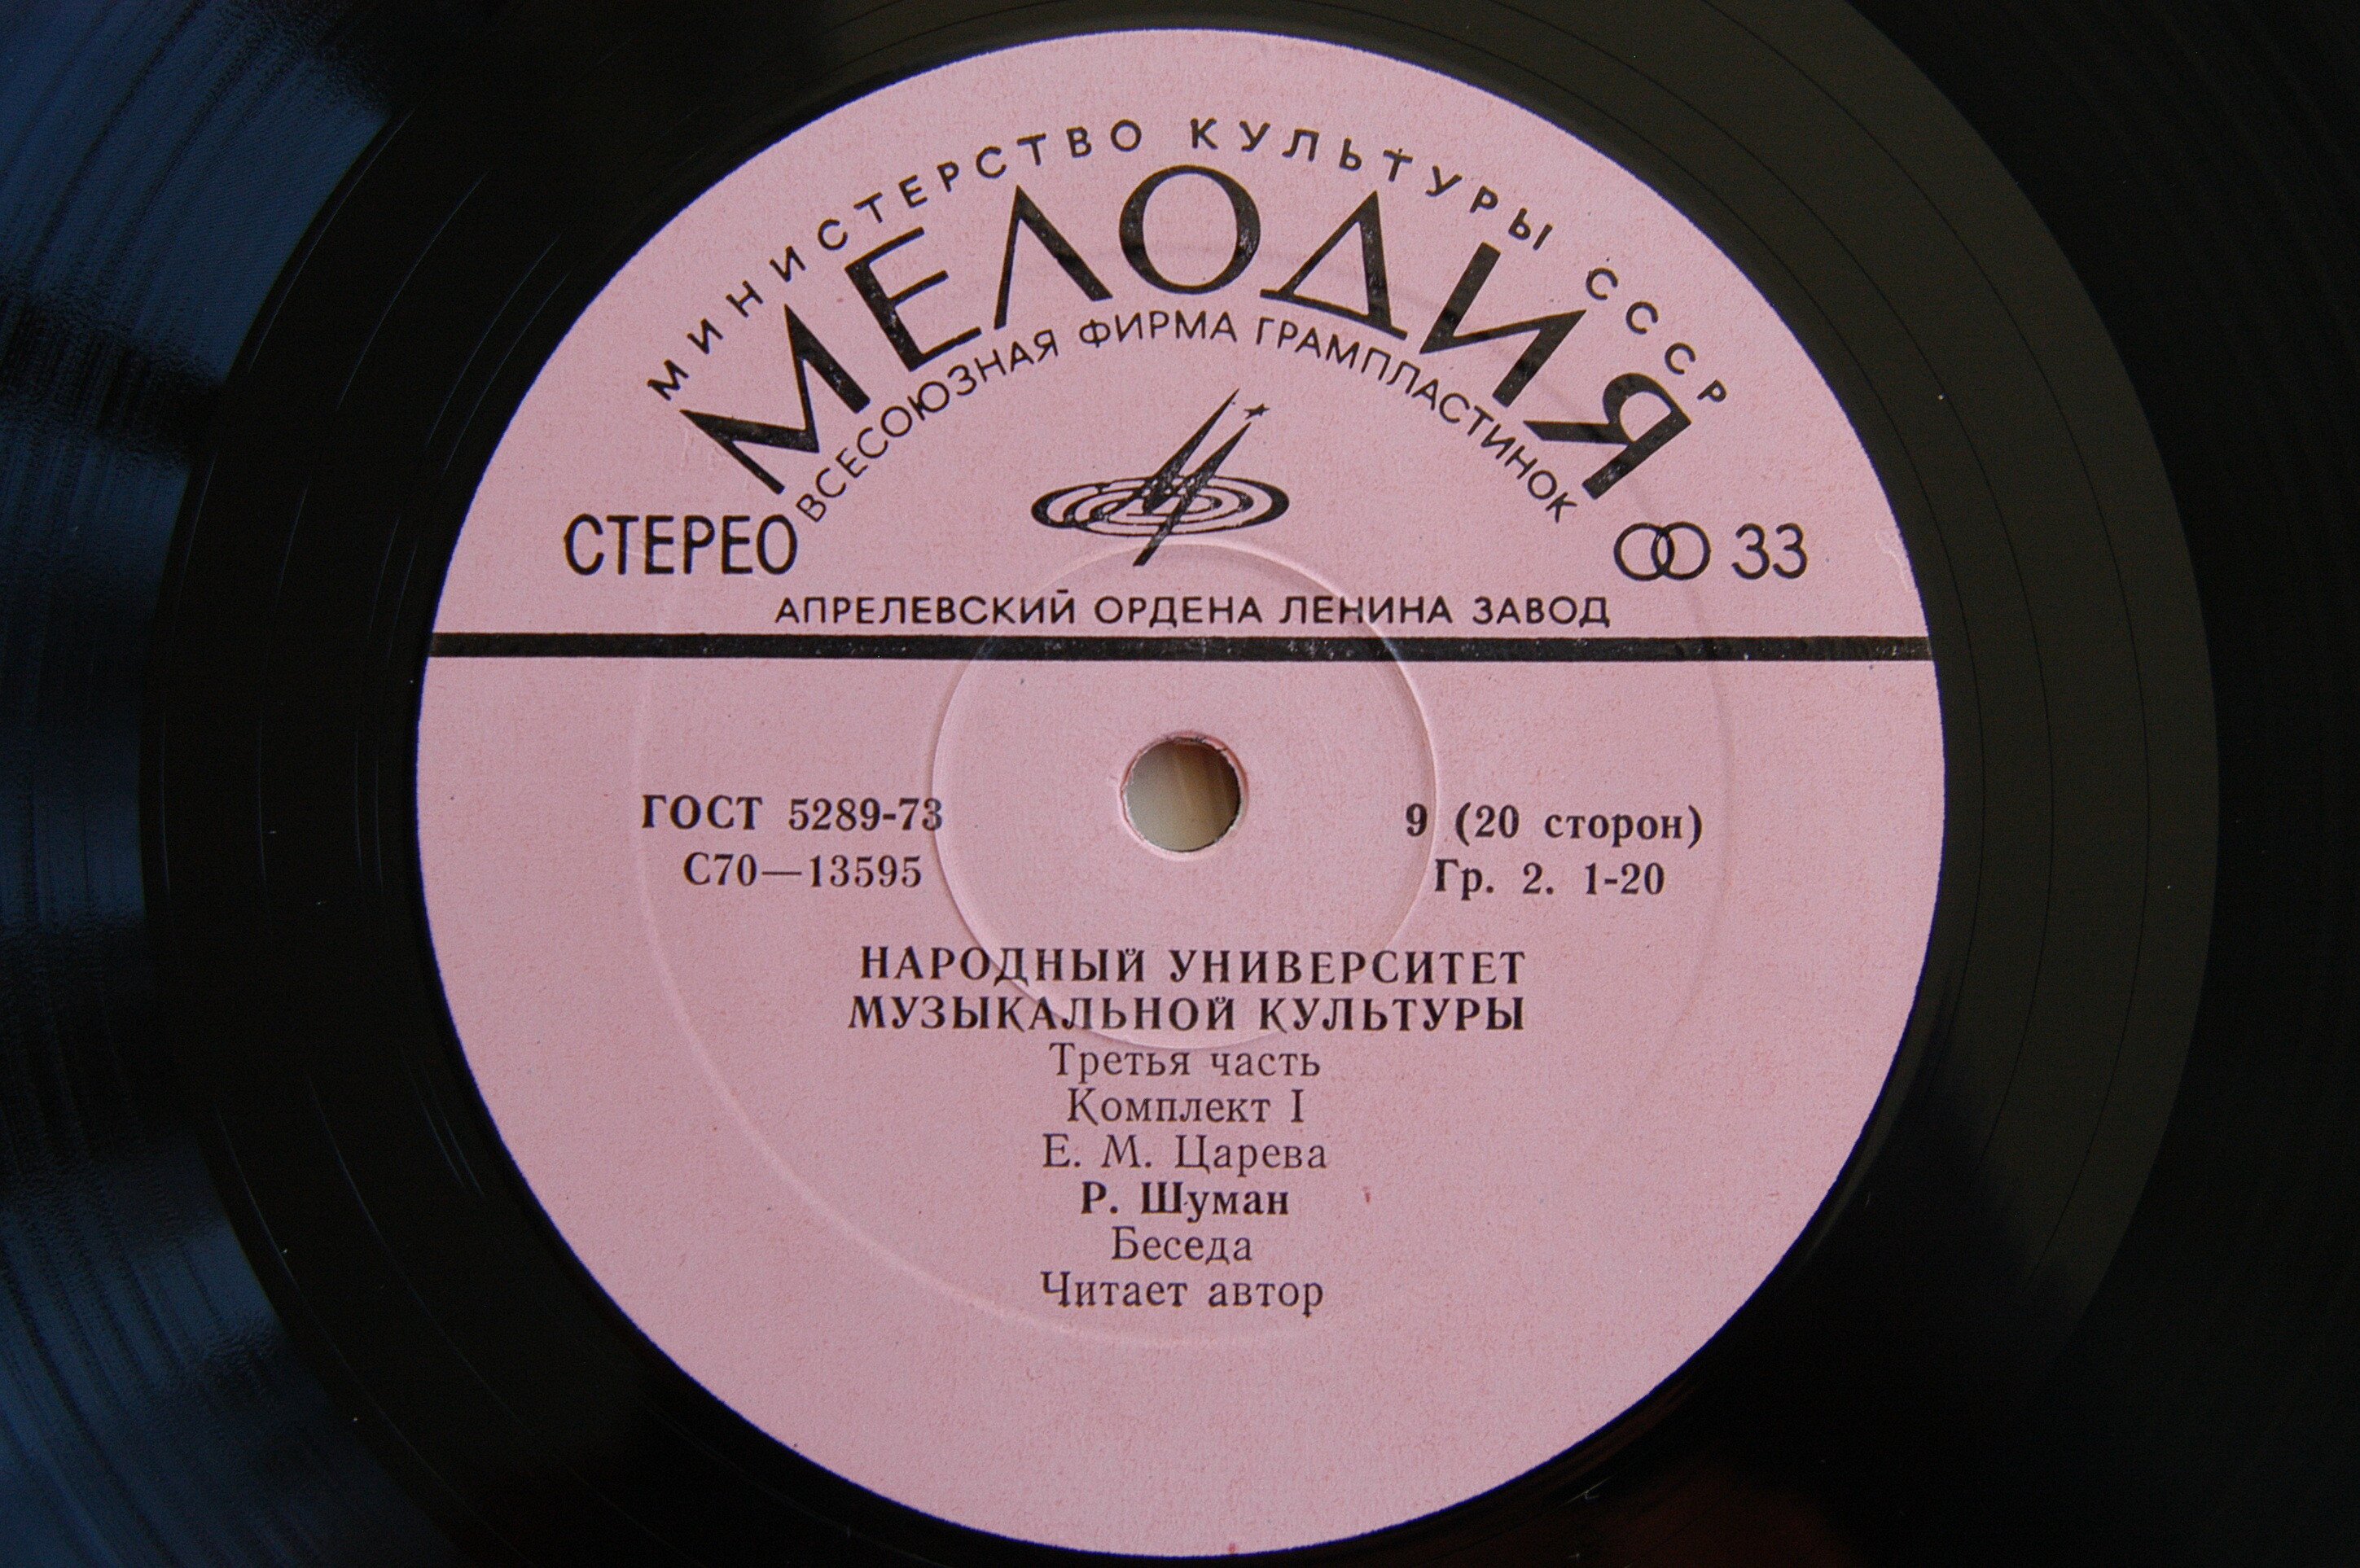 МИНИСТЕРСТВО КУЛЬТУРЫ СССР
МЕЛОДИЯ
ВСЕСОЮЗНАЯ ФИРМА ГРАМПЛАСТИНОК
СТЕРЕО
33
АПРЕЛЕВСКИЙ ОРДЕНА ЛЕНИНА ЗАВОД
ГОСТ 5289-73
9 (20 сторон)
С70—13595
Гр. 2. 1-20
НАРОДНЫЙ УНИВЕРСИТЕТ
МУЗЫКАЛЬНОЙ КУЛЬТУРЫ
Третья часть
Комплект I
Е. М. Царева
Р. Шуман
Беседа
Читает автор